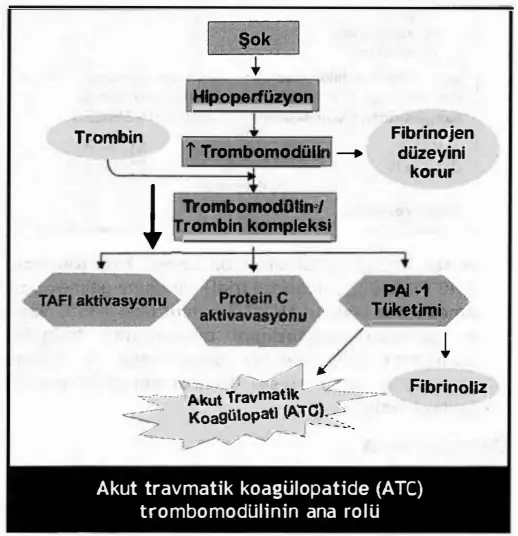 Şok
Hipoperfüzyon
Trombin
↑ Trombomodülin
Fibrinojen
düzeyini
korur
Trombomodülin-/
Trombin kompleksi
TAFI aktivasyonu
Protein C
aktivavasyonu
PAi -1
Tüketimi
Akut Travmatik
Koagülopati (ATC)
Fibrinoliz
Akut travmatik koagülopatide (ATC)
trombomodülinin ana rolü